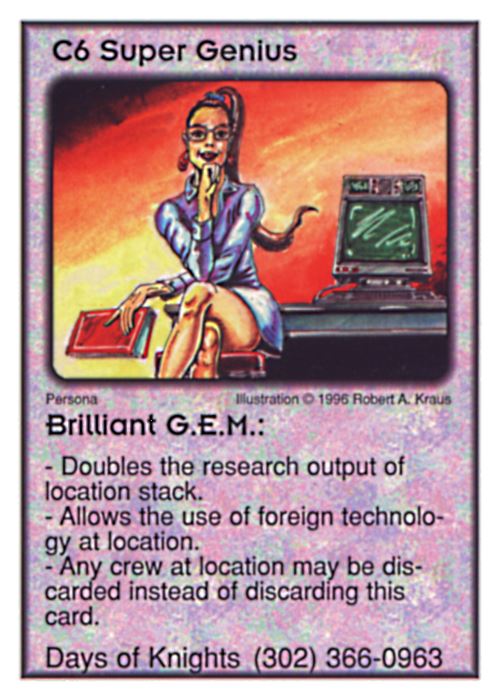 C6 Super Genius
Persona
Illustration © 1996 Robert A. Kraus
Brilliant G.E.M.:
- Doubles the research output of
location stack.
- Allows the use of foreign technolo-
gy at location.
- Any crew at location may be dis-
carded instead of discarding this
card.
Days of Knights (302) 366-0963